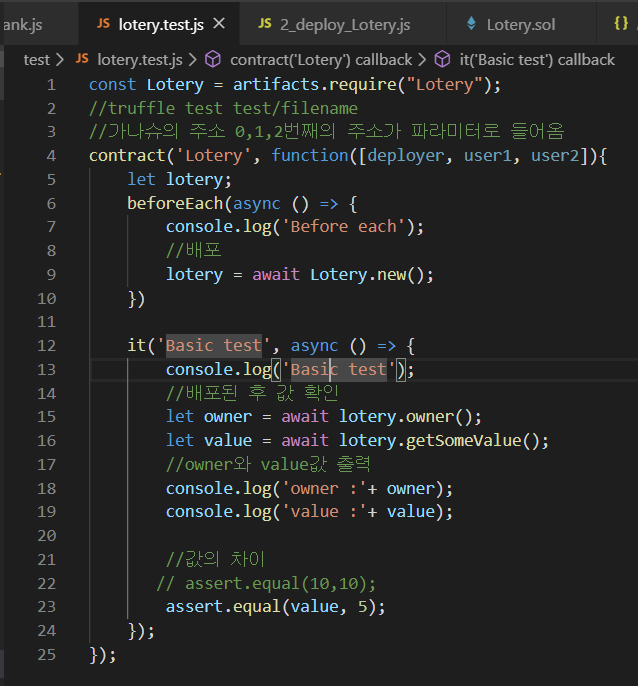 ank.js
JS lotery.test.js ×
JS 2_deploy_Lotery.js
Lotery.sol
{}
test > JS lotery.test.js > contract('Lotery') callback > it('Basic test') callback
1 const Lotery = artifacts.require("Lotery");
2 //truffle test test/filename
3 //가나슈의 주소 0,1,2번째의 주소가 파라미터로 들어옴
4 contract('Lotery', function([deployer, user1, user2]){
5 let lotery;
6 beforeEach(async () => {
7 console.log('Before each');
8 //배포
9 lotery = await Lotery.new();
10 })
11
12 it('Basic test', async () => {
13 console.log('Basic test');
14 //배포된 후 값 확인
15 let owner = await lotery.owner();
16 let value = await lotery.getSomeValue();
17 //owner와 value값 출력
18 console.log('owner :'+ owner);
19 console.log('value :'+ value);
20
21 //값의 차이
22 // assert.equal(10,10);
23 assert.equal(value, 5);
24 });
25 });